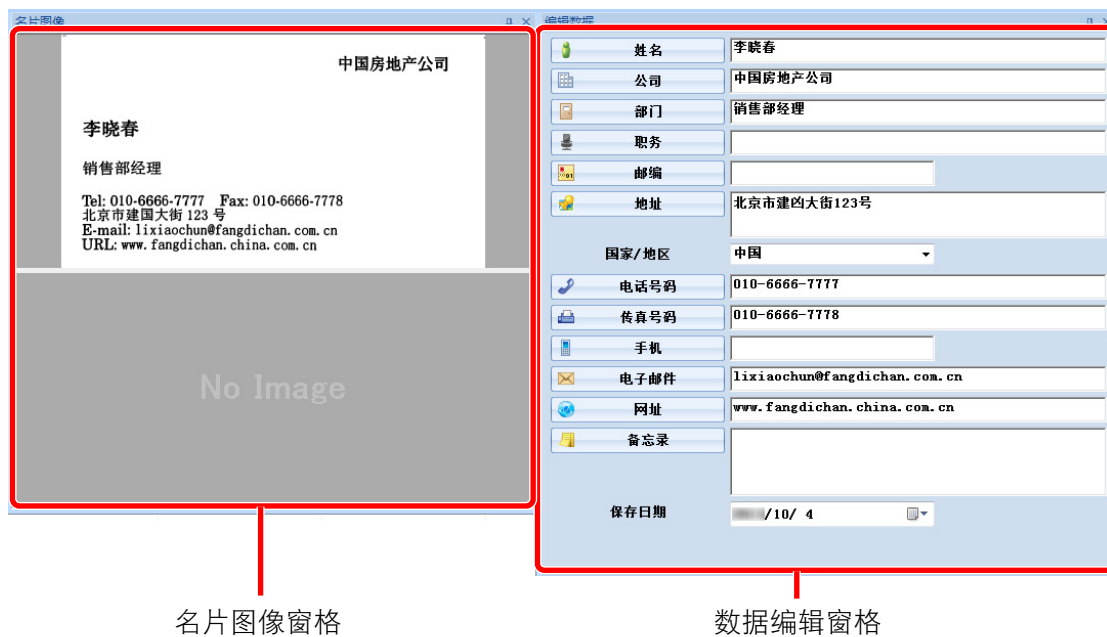 名片图像
中国房地产公司
李晓春
销售部经理
Tel: 010-6666-7777 Fax: 010-6666-7778
北京市建国大街 123 号
E-mail: lixiaochun@fangdichan.com.cn
URL: www.fangdichan.china.com.cn
No Image
编辑数据
姓名 李晓春
公司 中国房地产公司
部门 销售部经理
职务
邮编
地址 北京市建凶大街123号
国家/地区 中国
电话号码 010-6666-7777
传真号码 010-6666-7778
手机
电子邮件 lixiaochun@fangdichan.com.cn
网址 www.fangdichan.china.com.cn
备忘录
保存日期 /10/ 4
名片图像窗格
数据编辑窗格